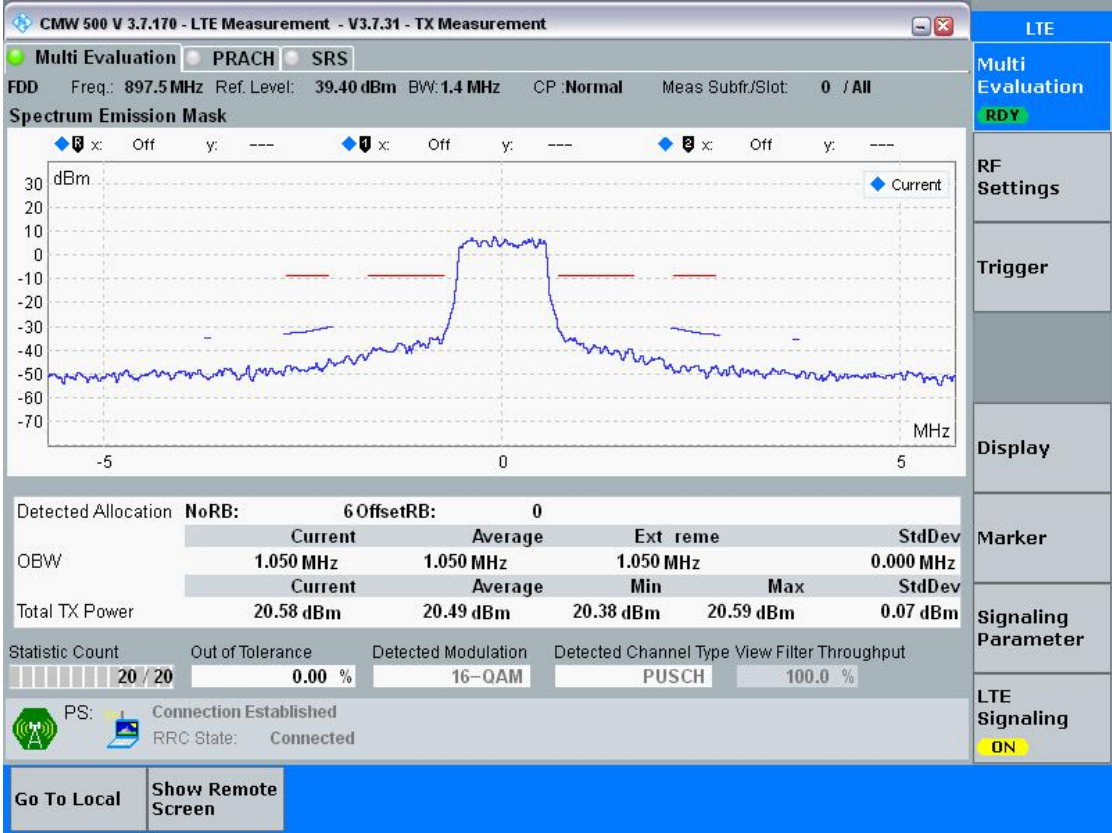 CMW 500 V 3.7.170 - LTE Measurement - V3.7.31 - TX Measurement
LTE
Multi Evaluation PRACH SRS
Multi
Evaluation
RDY
FDD Freq.: 897.5 MHz Ref. Level: 39.40 dBm BW: 1.4 MHz CP :Normal Meas Subfr./Slot: 0 / All
Spectrum Emission Mask
R x: Off y: --- 1 x: Off y: --- 2 x: Off y: ---
dBm
Current
30
20
10
0
-10
-20
-30
-40
-50
-60
-70
MHz
-5 0 5
RF
Settings
Trigger
Display
Marker
Signaling
Parameter
LTE
Signaling
ON
Detected Allocation NoRB: 6 OffsetRB: 0
Current Average Ext reme StdDev
OBW 1.050 MHz 1.050 MHz 1.050 MHz 0.000 MHz
Current Average Min Max StdDev
Total TX Power 20.58 dBm 20.49 dBm 20.38 dBm 20.59 dBm 0.07 dBm
Statistic Count Out of Tolerance Detected Modulation Detected Channel Type View Filter Throughput
20 / 20 0.00 % 16-QAM PUSCH 100.0 %
PS: Connection Established
RRC State: Connected
Go To Local
Show Remote
Screen